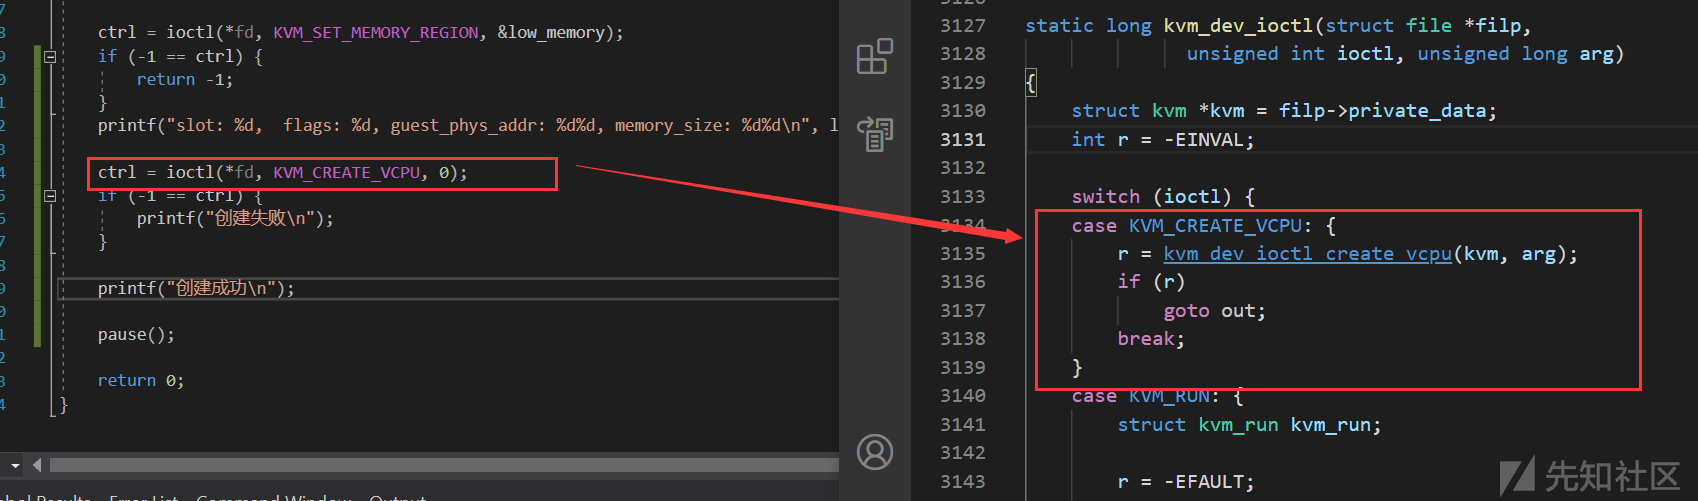 ctrl = ioctl(*fd, KVM_SET_MEMORY_REGION, &low_memory);
if (-1 == ctrl) {
return -1;
}
printf("slot: %d,  flags: %d, guest_phys_addr: %d%d, memory_size: %d%d\n", l
ctrl = ioctl(*fd, KVM_CREATE_VCPU, 0);
if (-1 == ctrl) {
printf("创建失败\n");
}
printf("创建成功\n");
pause();
return 0;
}
Error List
Command Window
Output
3127 static long kvm_dev_ioctl(struct file *filp,
3128 unsigned int ioctl, unsigned long arg)
3129 {
3130 struct kvm *kvm = filp->private_data;
3131 int r = -EINVAL;
3132
3133 switch (ioctl) {
3134 case KVM_CREATE_VCPU: {
3135 r = kvm_dev_ioctl_create_vcpu(kvm, arg);
3136 if (r)
3137 goto out;
3138 break;
3139 }
3140 case KVM_RUN: {
3141 struct kvm_run kvm_run;
3142
3143 r = -EFAULT;
先知社区